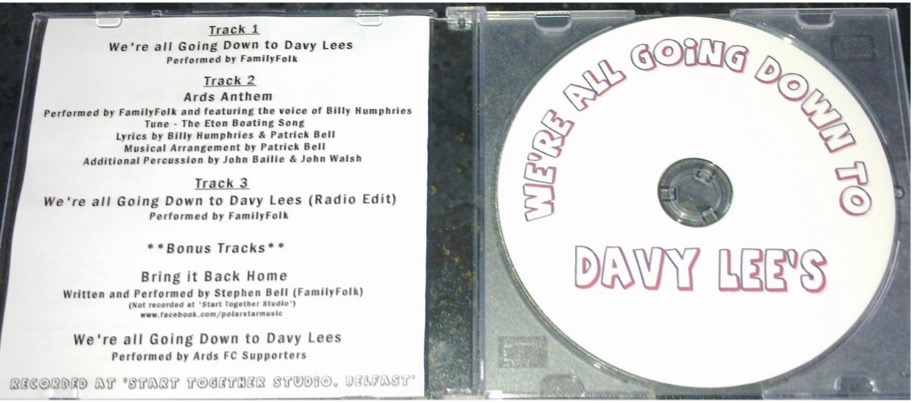 Track 1
We're all Going Down to Davy Lees
Performed by FamilyFolk
Track 2
Ards Anthem
Performed by FamilyFolk and featuring the voice of Billy Humphries
Tune - The Eton Boating Song
Lyrics by Billy Humphries & Patrick Bell
Musical Arrangement by Patrick Bell
Additional Percussion by John Bailie & John Walsh
Track 3
We're all Going Down to Davy Lees (Radio Edit)
Performed by FamilyFolk
**Bonus Tracks**
Bring it Back Home
Written and Performed by Stephen Bell (FamilyFolk)
(Not recorded at 'Start Together Studio')
www.facebook.com/polarstarmusic
We're all Going Down to Davy Lees
Performed by Ards FC Supporters
RECORDED AT 'START TOGETHER STUDIO, BELFAST'
WE'RE ALL GOiNG DOWN TO
DAVY LEE'S